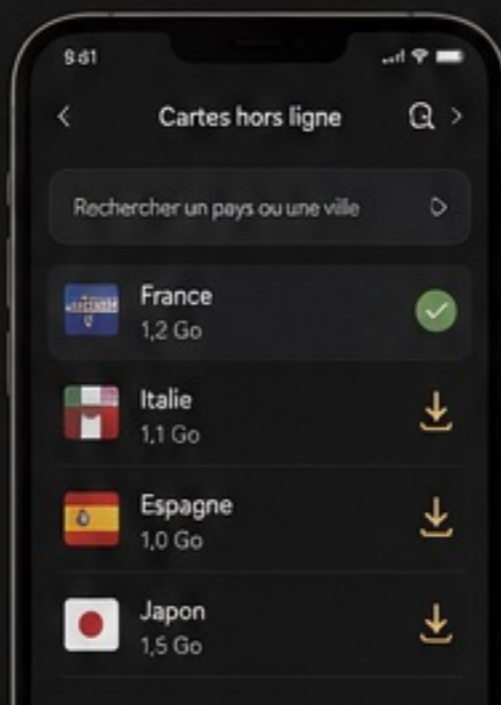 Cartes hors ligne
Rechercher un pays ou une ville
France
1,2 Go
Italie
1,1 Go
Espagne
1,0 Go
Japon
1,5 Go